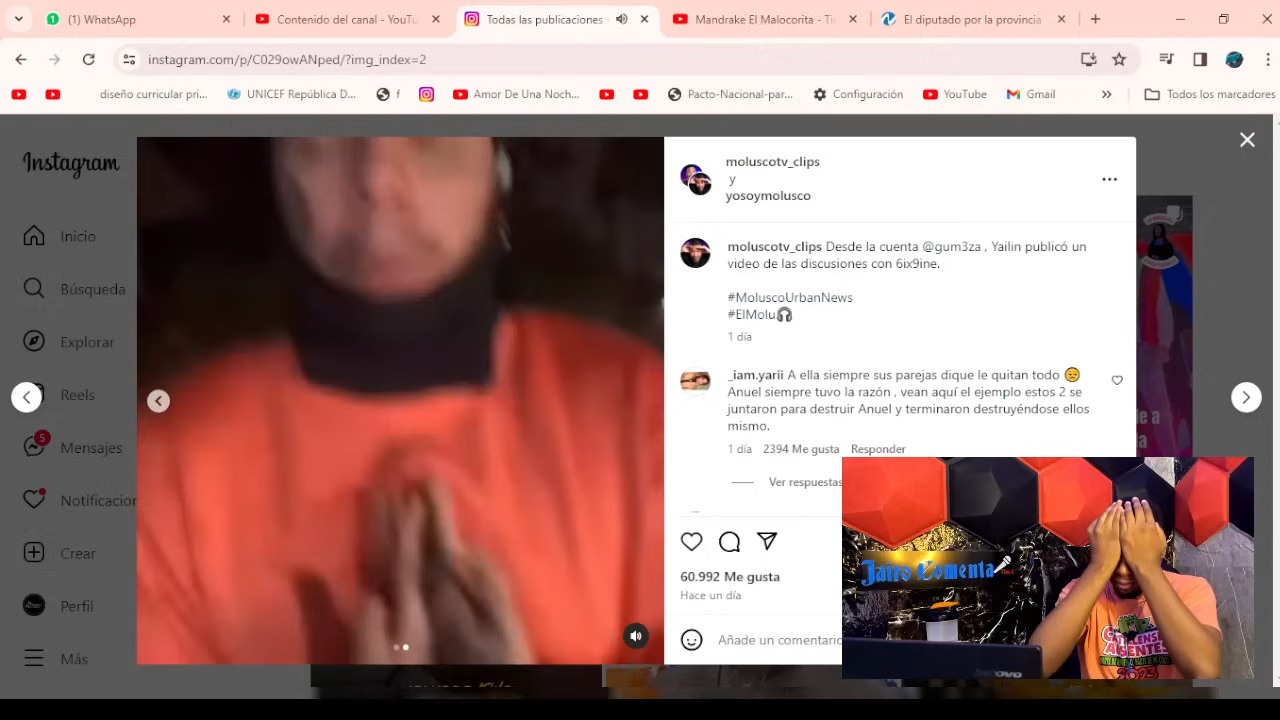 (1) WhatsApp
Contenido del canal - YouTu
Todas las publicaciones
Mandrake El Malocorita - Ti
El diputado por la provincia
instagram.com/p/C029owANped/?img_index=2
diseño curricular pri...
UNICEF República D...
f
Amor De Una Noch...
Pacto-Nacional-par...
Configuración
YouTube
Gmail
Todos los marcadores
Instagram
Inicio
Búsqueda
Explorar
Reels
5
Mensajes
Notificacion
Crear
Perfil
Más
moluscotv_clips
y
yosoymolusco
moluscotv_clips Desde la cuenta @gum3za , Yailin publicó un
video de las discusiones con 6ix9ine.
#MoluscoUrbanNews
#ElMolu🎧
1 día
_iam.yarii A ella siempre sus parejas dique le quitan todo 😔
Anuel siempre tuvo la razón , vean aquí el ejemplo estos 2 se
juntaron para destruir Anuel y terminaron destruyéndose ellos
mismo.
1 día 2394 Me gusta Responder
Ver respuestas
60.992 Me gusta
Hace un día
Añade un comentario
Jairo Comenta